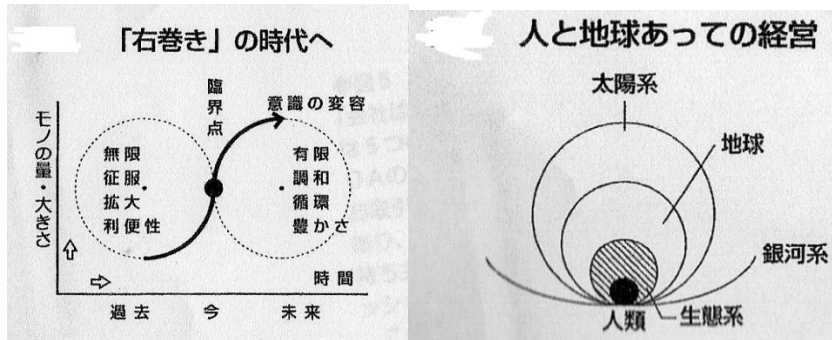 「右巻き」の時代へ
臨界点
意識の変容
モノの量・大きさ
無限
征服
拡大
利便性
有限
調和
循環
豊かさ
時間
過去
今
未来
人と地球あっての経営
太陽系
地球
銀河系
生態系
人類